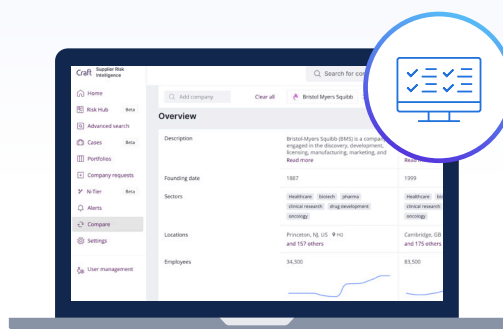 Craft Supplier Risk
Intelligence
Search for
Home
Risk Hub Beta
Advanced search
Cases Beta
Portfolios
Company requests
N-Tier Beta
Alerts
Compare
Settings
User management
Add company Clear all Bristol Myers Squibb
Overview
Description
Bristol-Myers Squibb (BMS) is a
engaged in the discovery, development,
licensing, manufacturing, marketing, and
Read more
Founding date 1887 1999
Sectors Healthcare biotech pharma Healthcare
clinical research drug development clinical research
oncology oncology
Locations Princeton, NJ, US HQ Cambridge, GB
and 157 others and 175 others
Employees 34,300 83,500